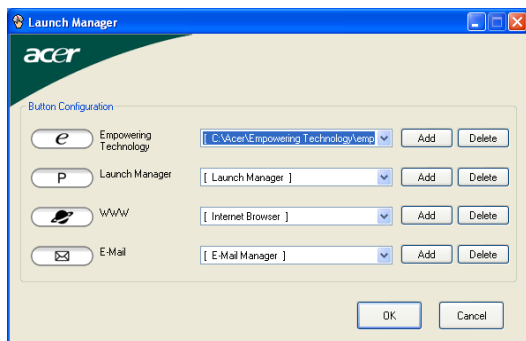 Launch Manager
acer
Button Configuration
e Empowering Technology [ C:\Acer\Empowering Technology\emp Add Delete
P Launch Manager [ Launch Manager ] Add Delete
WWW [ Internet Browser ] Add Delete
E-Mail [ E-Mail Manager ] Add Delete
OK Cancel